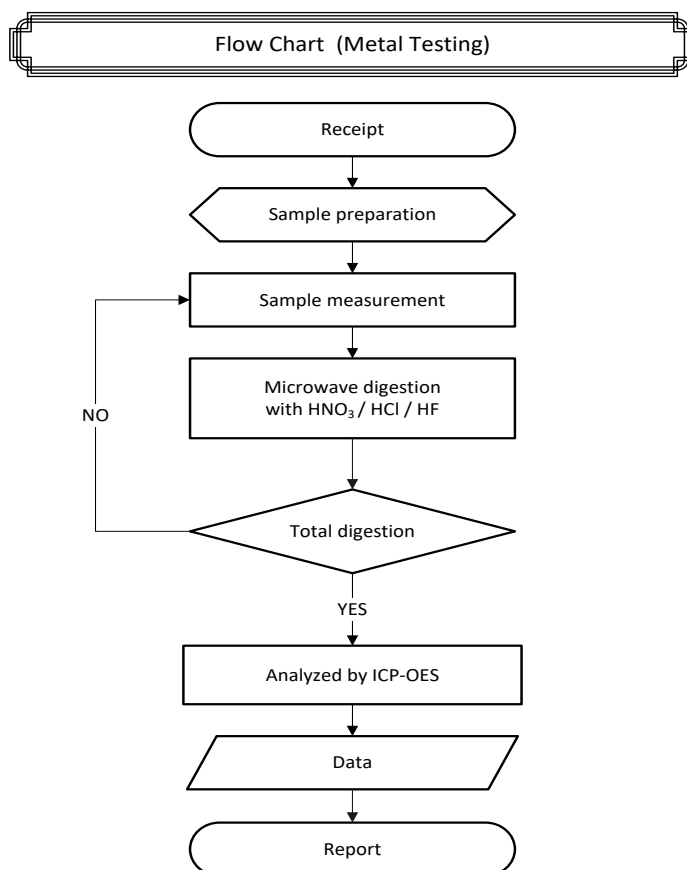 Flow Chart (Metal Testing)
Receipt
Sample preparation
Sample measurement
Microwave digestion
with HNO₃ / HCl / HF
NO
Total digestion
YES
Analyzed by ICP-OES
Data
Report